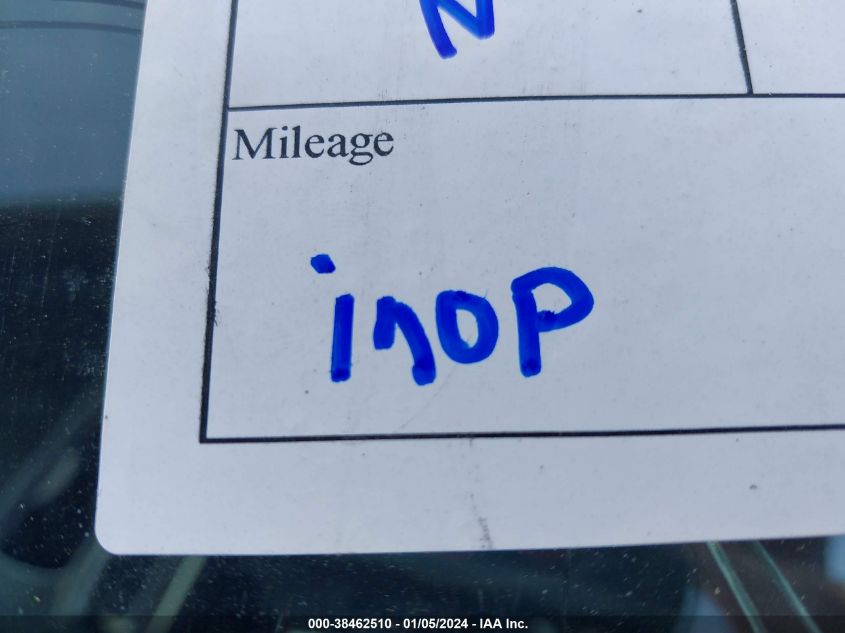 N
Mileage
inop
000-38462510 - 01/05/2024 - IAA Inc.